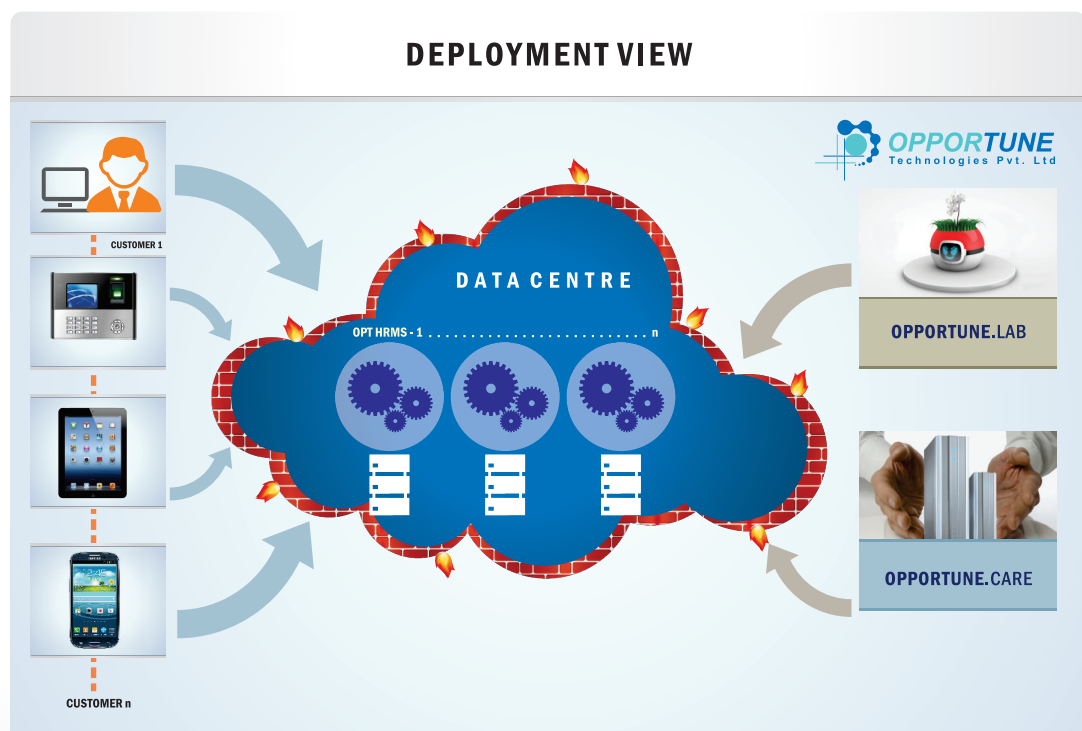 DEPLOYMENT VIEW
OPPORTUNE
Technologies Pvt. Ltd
CUSTOMER 1
DATA CENTRE
OPT HRMS - 1 . . . . . . . . . . . . . . . . . . . . . . . . . . . n
OPPORTUNE.LAB
OPPORTUNE.CARE
CUSTOMER n